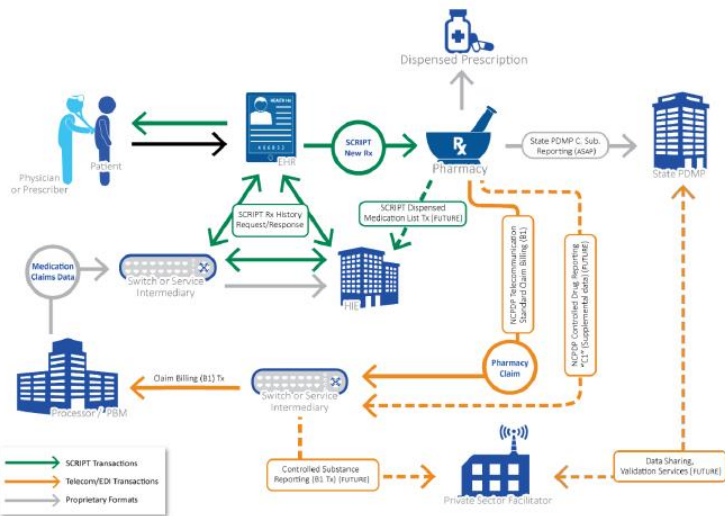 Dispensed Prescription
HEALTH HX
EHR
SCRIPT
New Rx
Rx
Pharmacy
State PDMP C. Sub.
Reporting (ASAP)
State PDMP
Physician
or Prescriber
Patient
SCRIPT Rx History
Request/Response
SCRIPT Dispensed
Medication List Tx (FUTURE)
Medication
Claims Data
Switch or Service
Intermediary
HIE
NCPDP Telecommunication
Standard Claim Billing (B1)
NCPDP Controlled Drug Reporting
"C1" (Supplemental data) (FUTURE)
Pharmacy
Claim
Processor / PBM
Claim Billing (B1) Tx
Switch or Service
Intermediary
SCRIPT Transactions
Telecom/EDI Transactions
Proprietary Formats
Controlled Substance
Reporting (B1 Tx) (FUTURE)
Private Sector Facilitator
Data Sharing,
Validation Services (FUTURE)